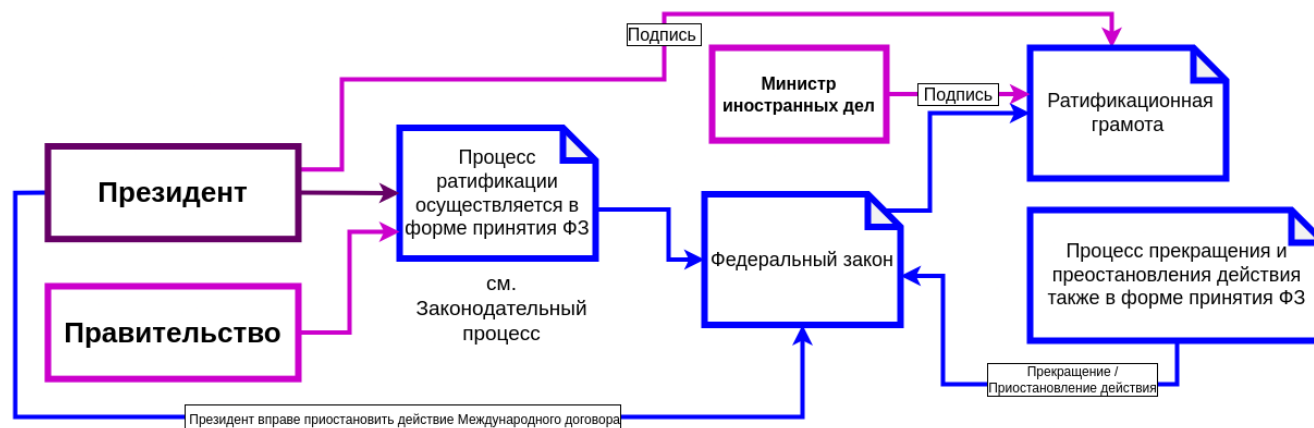 Подпись
Министр
иностранных дел
Подпись
Ратификационная
грамота
Президент
Процесс
ратификации
осуществляется в
форме принятия ФЗ
Федеральный закон
Процесс прекращения и
преостановления действия
также в форме принятия ФЗ
см.
Законодательный
процесс
Правительство
Прекращение /
Приостановление действия
Президент вправе приостановить действие Международного договора